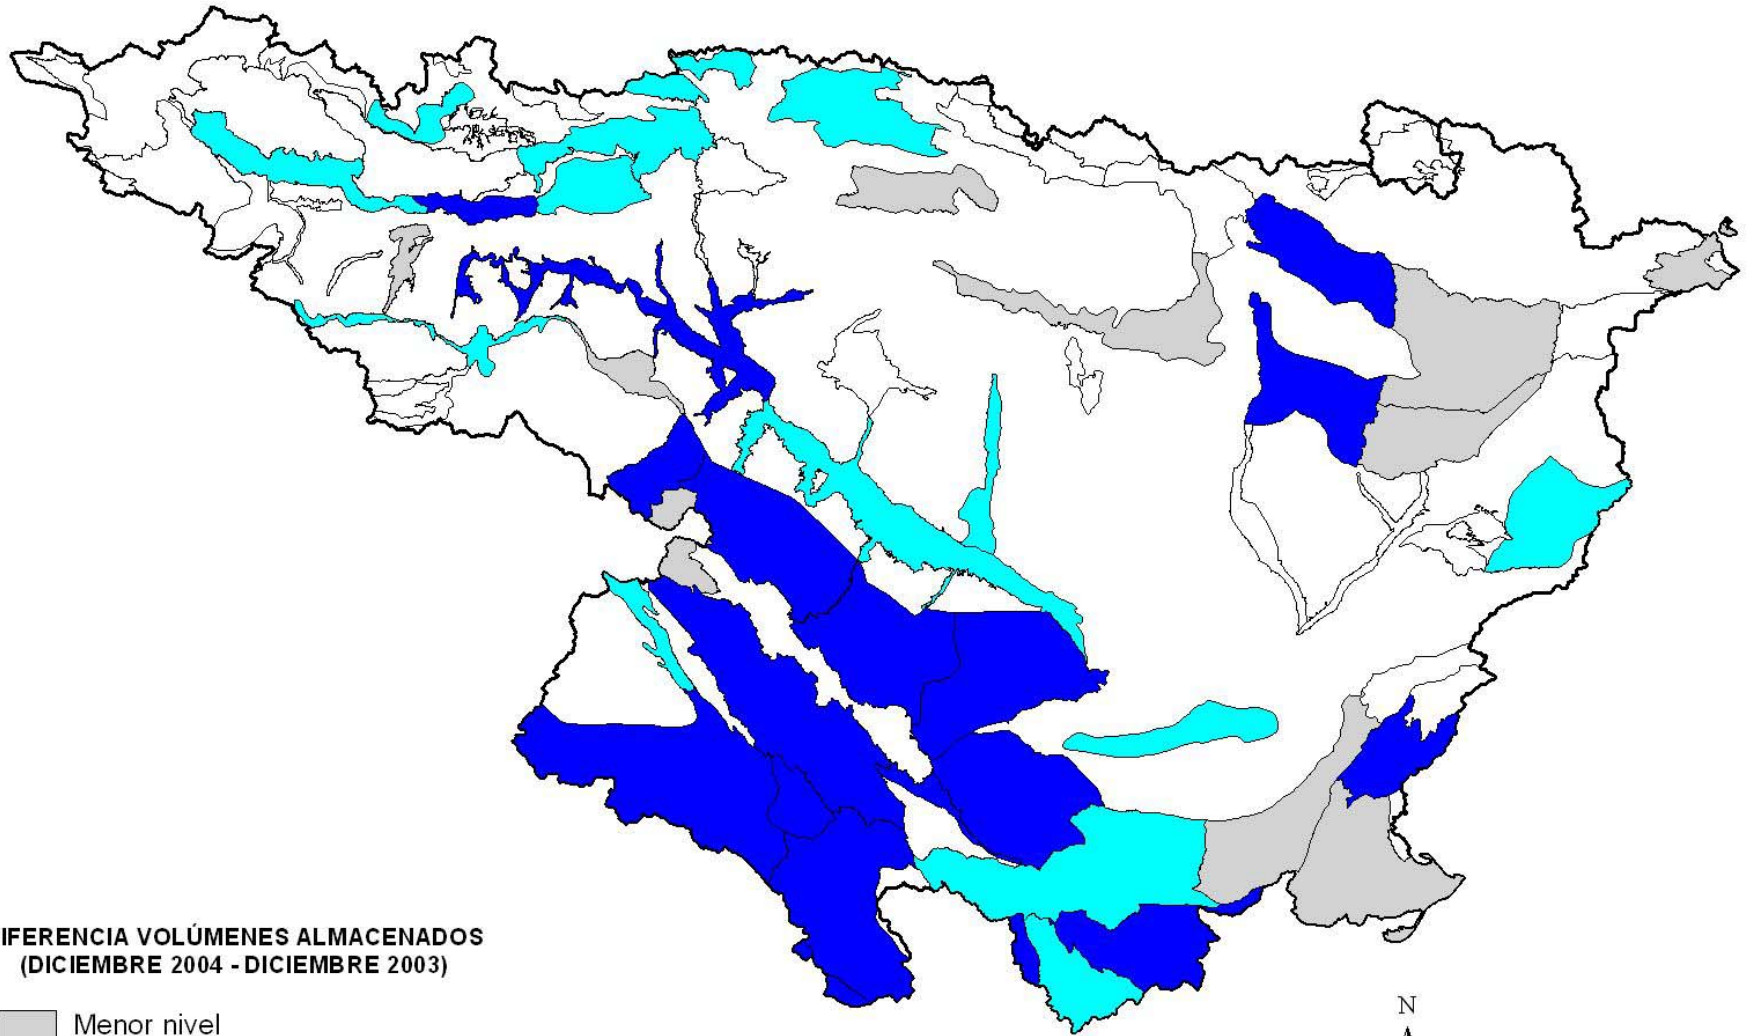 IFERENCIA VOLÚMENES ALMACENADOS
(DICIEMBRE 2004 - DICIEMBRE 2003)
Menor nivel
N